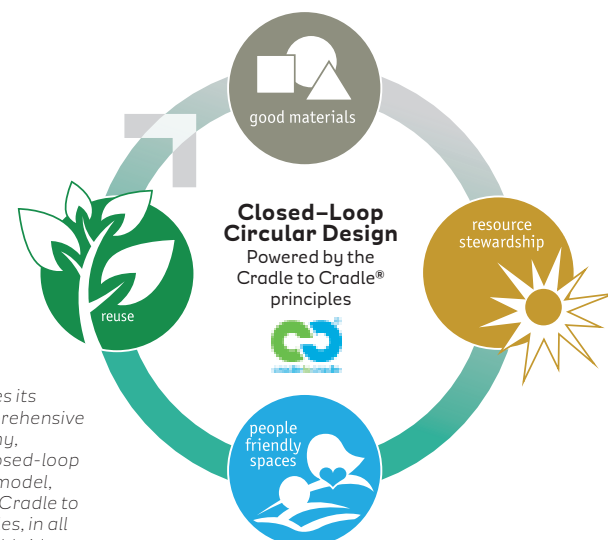 good materials
resource
stewardship
Closed–Loop
Circular Design
Powered by the
Cradle to Cradle®
principles
reuse
people
friendly
spaces
es its
rehensive
ny,
osed-loop
model,
Cradle to
es, in all